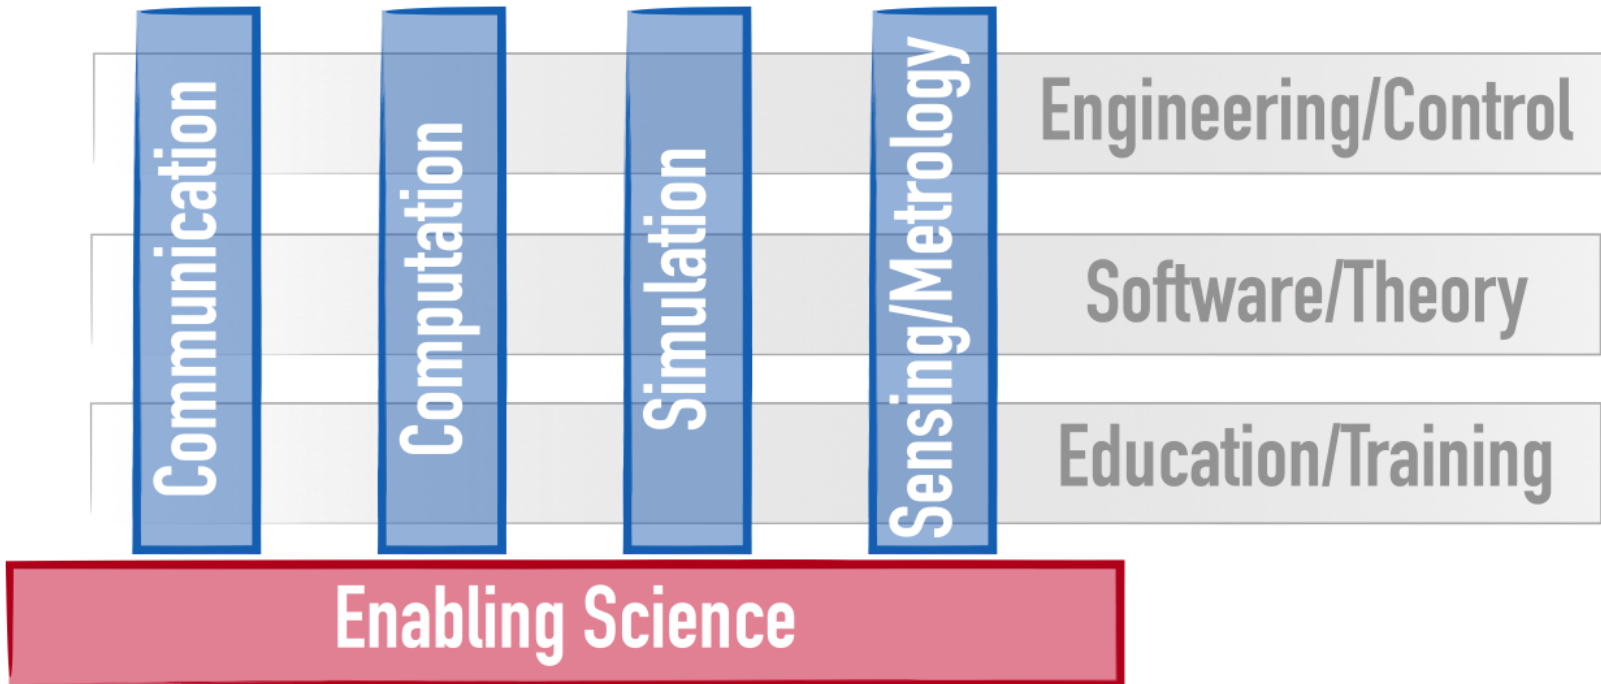 Communication
Computation
Simulation
Sensing/Metrology
Engineering/Control
Software/Theory
Education/Training
Enabling Science